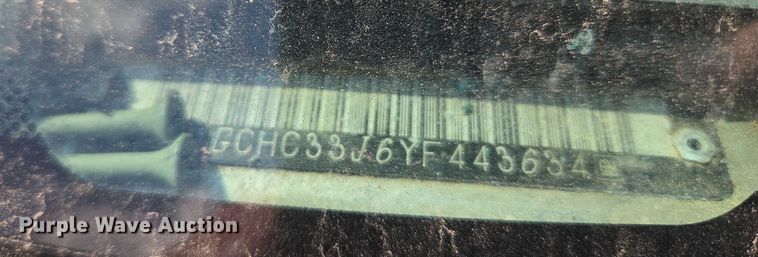 GCHC33J6YF443634
Purple Wave Auction